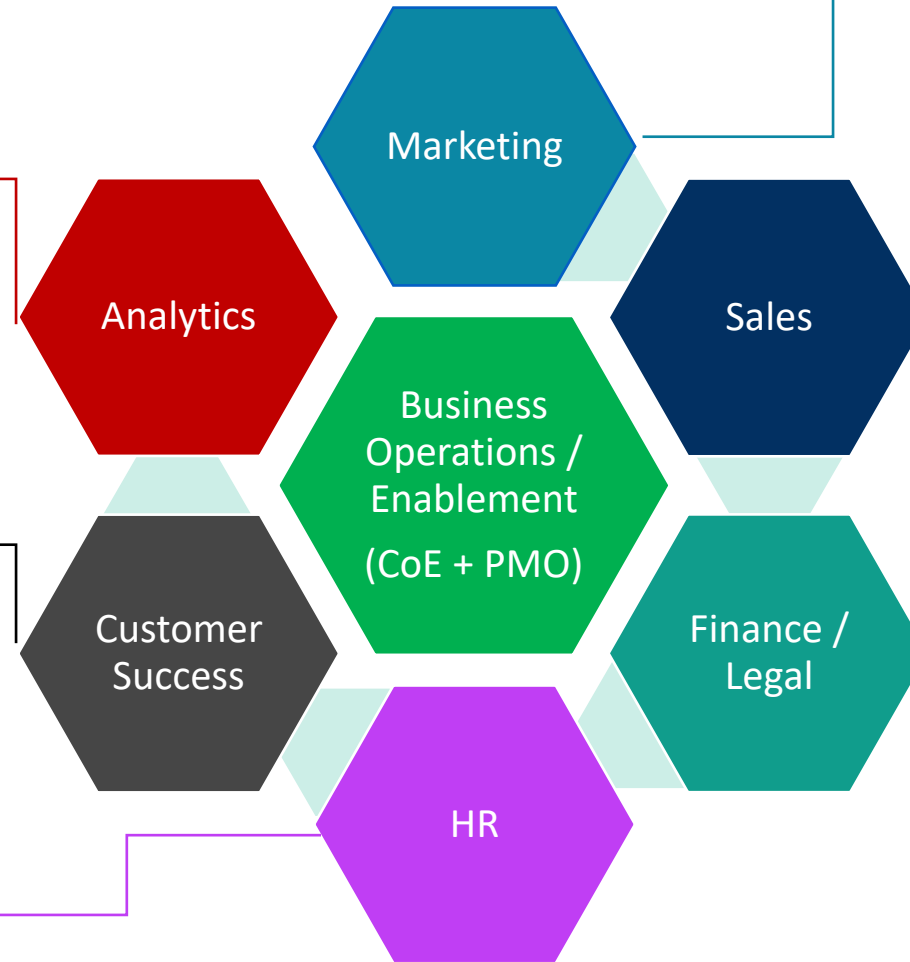 Marketing
Analytics
Sales
Business
Operations /
Enablement
(CoE + PMO)
Customer
Success
Finance /
Legal
HR